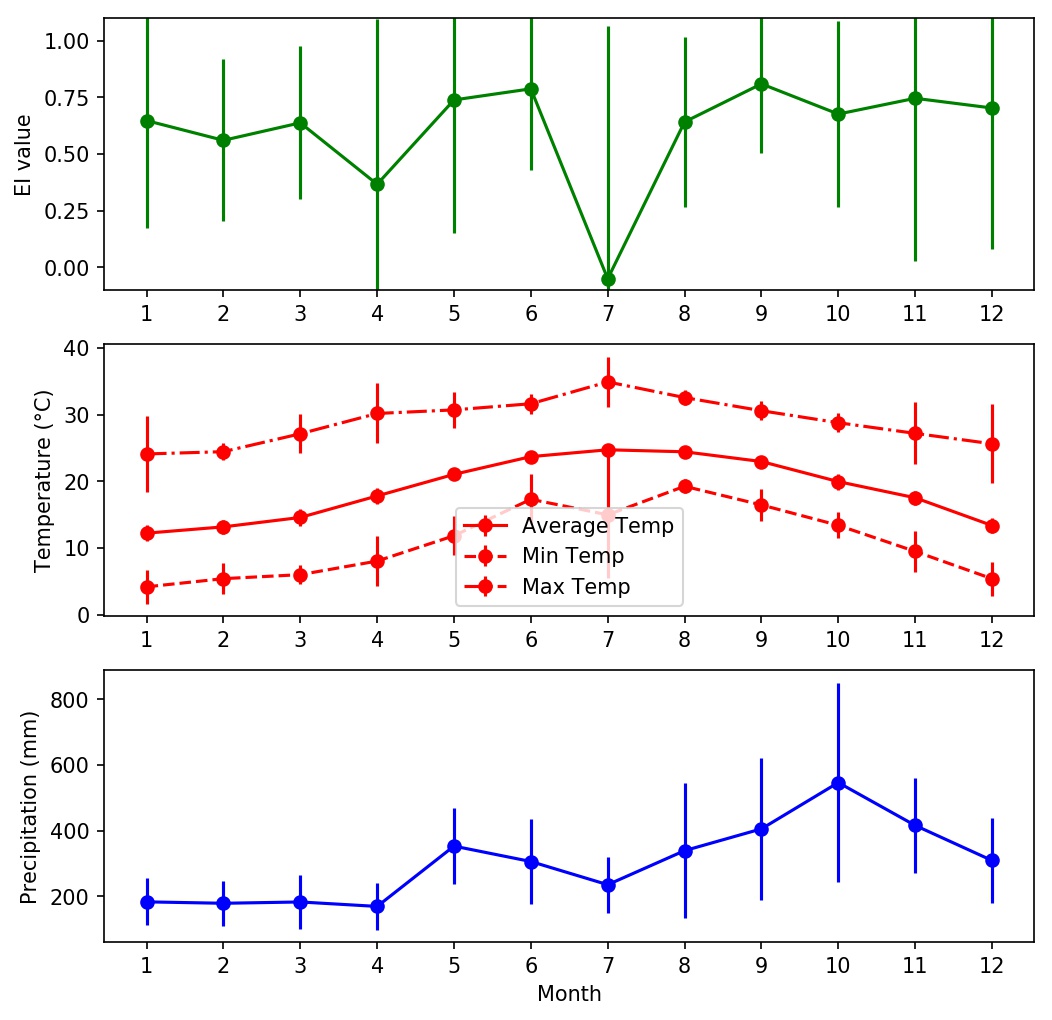 EI value
1.00
0.75
0.50
0.25
0.00
1 2 3 4 5 6 7 8 9 10 11 12
Temperature (°C)
40
30
20
10
0
Average Temp
Min Temp
Max Temp
1 2 3 4 5 6 7 8 9 10 11 12
Precipitation (mm)
800
600
400
200
1 2 3 4 5 6 7 8 9 10 11 12
Month